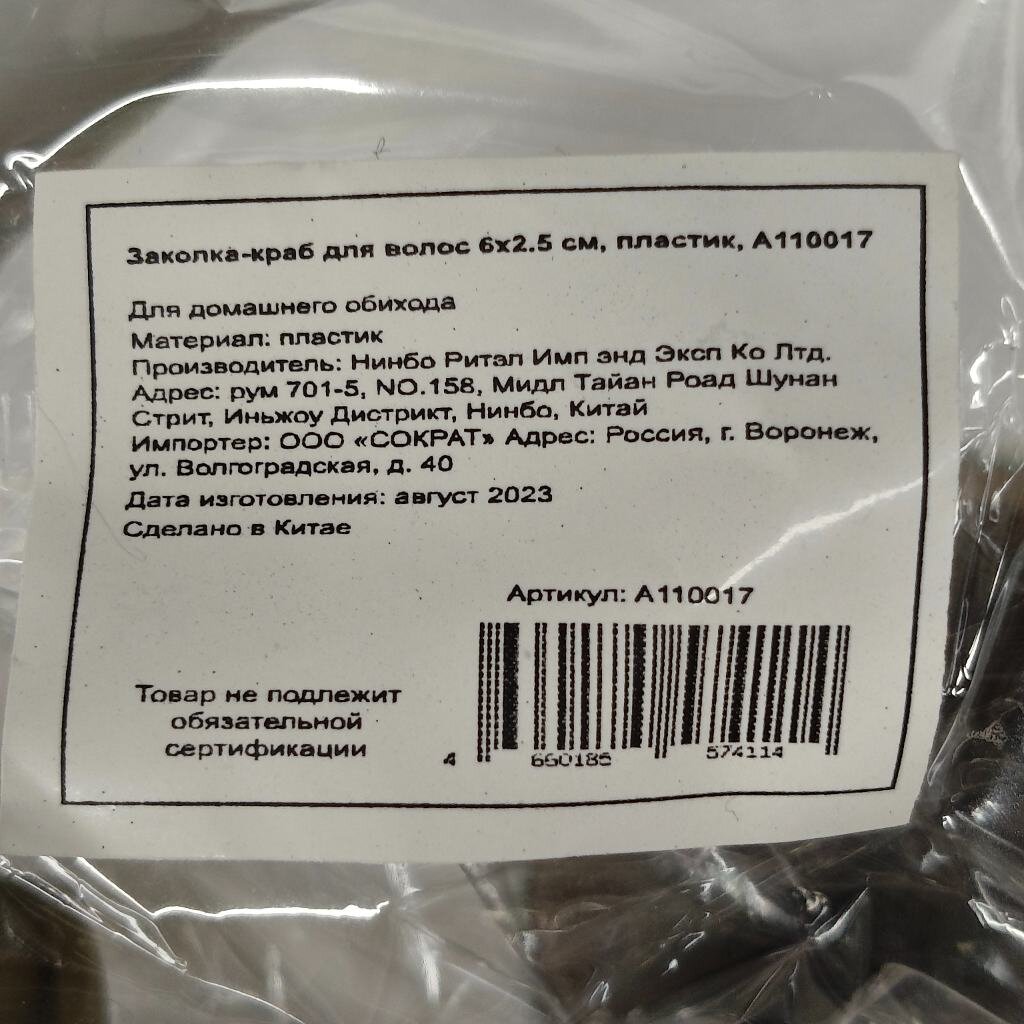 Заколка-краб для волос 6х2.5 см, пластик, А110017
Для домашнего обихода
Материал: пластик
Производитель: Нинбо Ритэл Имп энд Эксп Ко Лтд.
Адрес: рум 701-5, NO.158, Мидл Тайан Роад Шунан
Стрит, Иньжоу Дистрикт, Нинбо, Китай
Импортер: ООО «СОКРАТ» Адрес: Россия, г. Воронеж,
ул. Волгоградская, д. 40
Дата изготовления: август 2023
Сделано в Китае
Артикул: А110017
Товар не подлежит
обязательной
сертификации
4 660185 574114